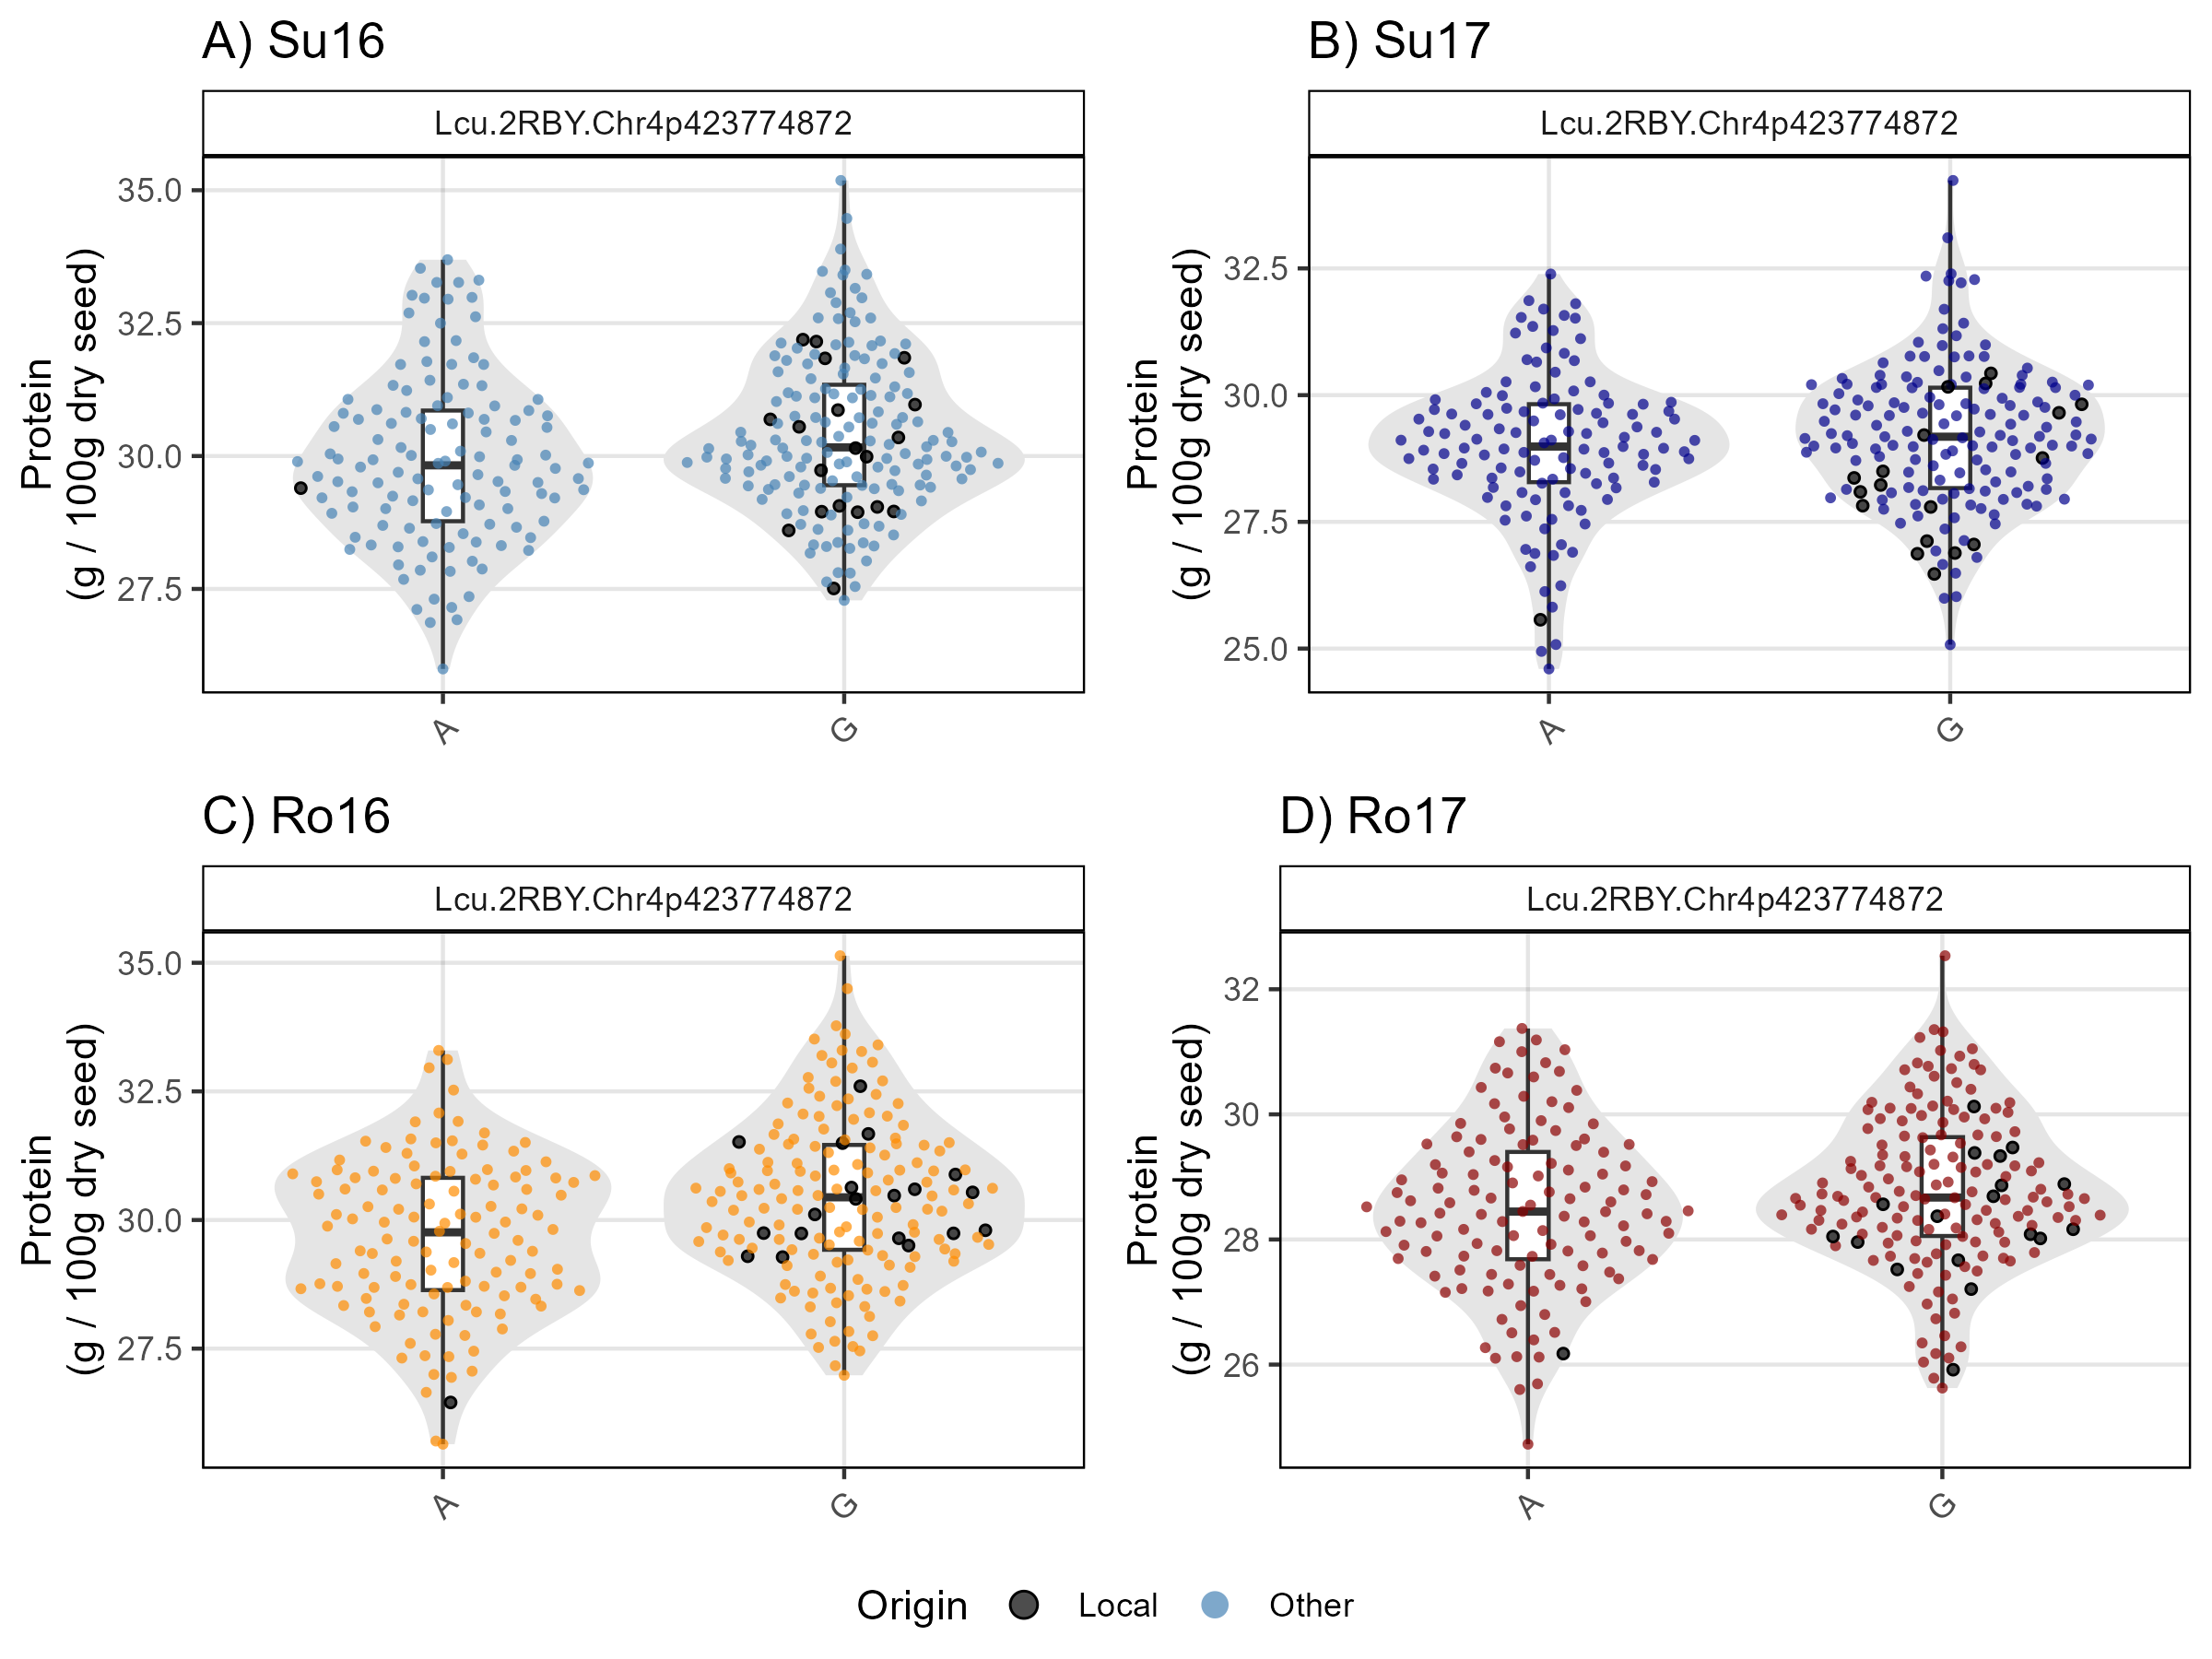 A) Su16
Lcu.2RBY.Chr4p423774872
Protein
(g / 100g dry seed)
35.0
32.5
30.0
27.5
A
G
B) Su17
Lcu.2RBY.Chr4p423774872
Protein
(g / 100g dry seed)
32.5
30.0
27.5
25.0
A
G
C) Ro16
Lcu.2RBY.Chr4p423774872
Protein
(g / 100g dry seed)
35.0
32.5
30.0
27.5
A
G
D) Ro17
Lcu.2RBY.Chr4p423774872
Protein
(g / 100g dry seed)
32
30
28
26
A
G
Origin Local Other